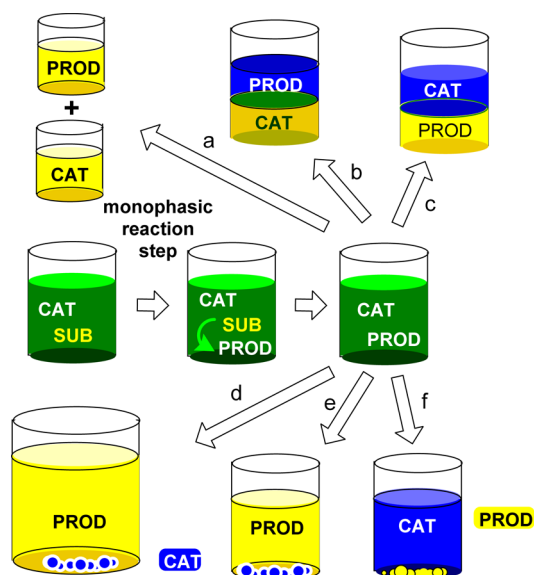 PROD
+
CAT
a
PROD
CAT
b
CAT
PROD
c
monophasic
reaction
step
CAT
SUB
CAT
SUB
PROD
CAT
PROD
d
e
f
PROD
CAT
PROD
CAT
PROD